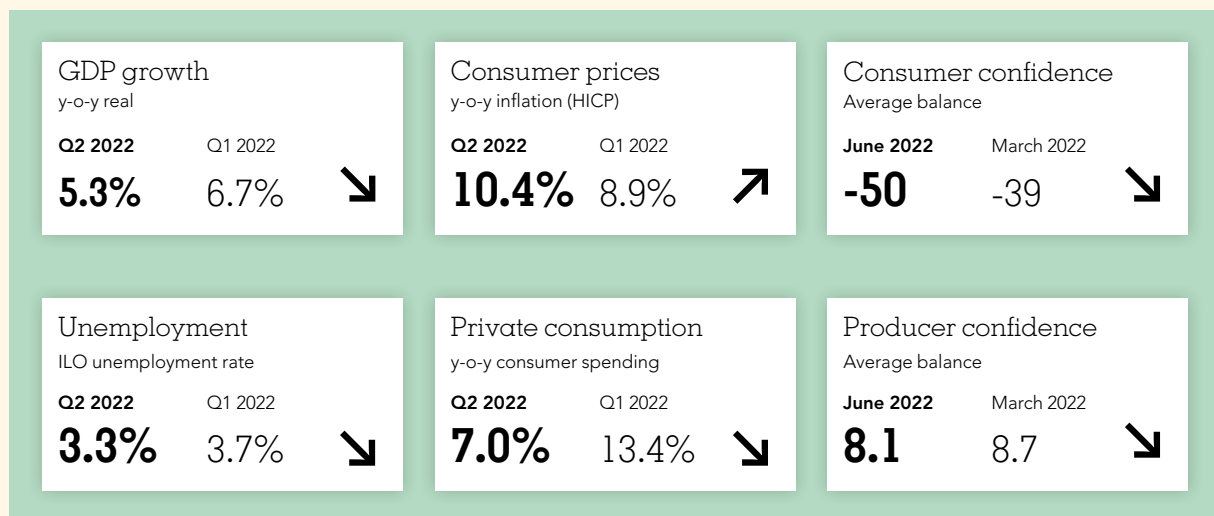 GDP growth
y-o-y real
Q2 2022 Q1 2022
5.3% 6.7%
Consumer prices
y-o-y inflation (HICP)
Q2 2022 Q1 2022
10.4% 8.9%
Consumer confidence
Average balance
June 2022 March 2022
-50 -39
Unemployment
ILO unemployment rate
Q2 2022 Q1 2022
3.3% 3.7%
Private consumption
y-o-y consumer spending
Q2 2022 Q1 2022
7.0% 13.4%
Producer confidence
Average balance
June 2022 March 2022
8.1 8.7